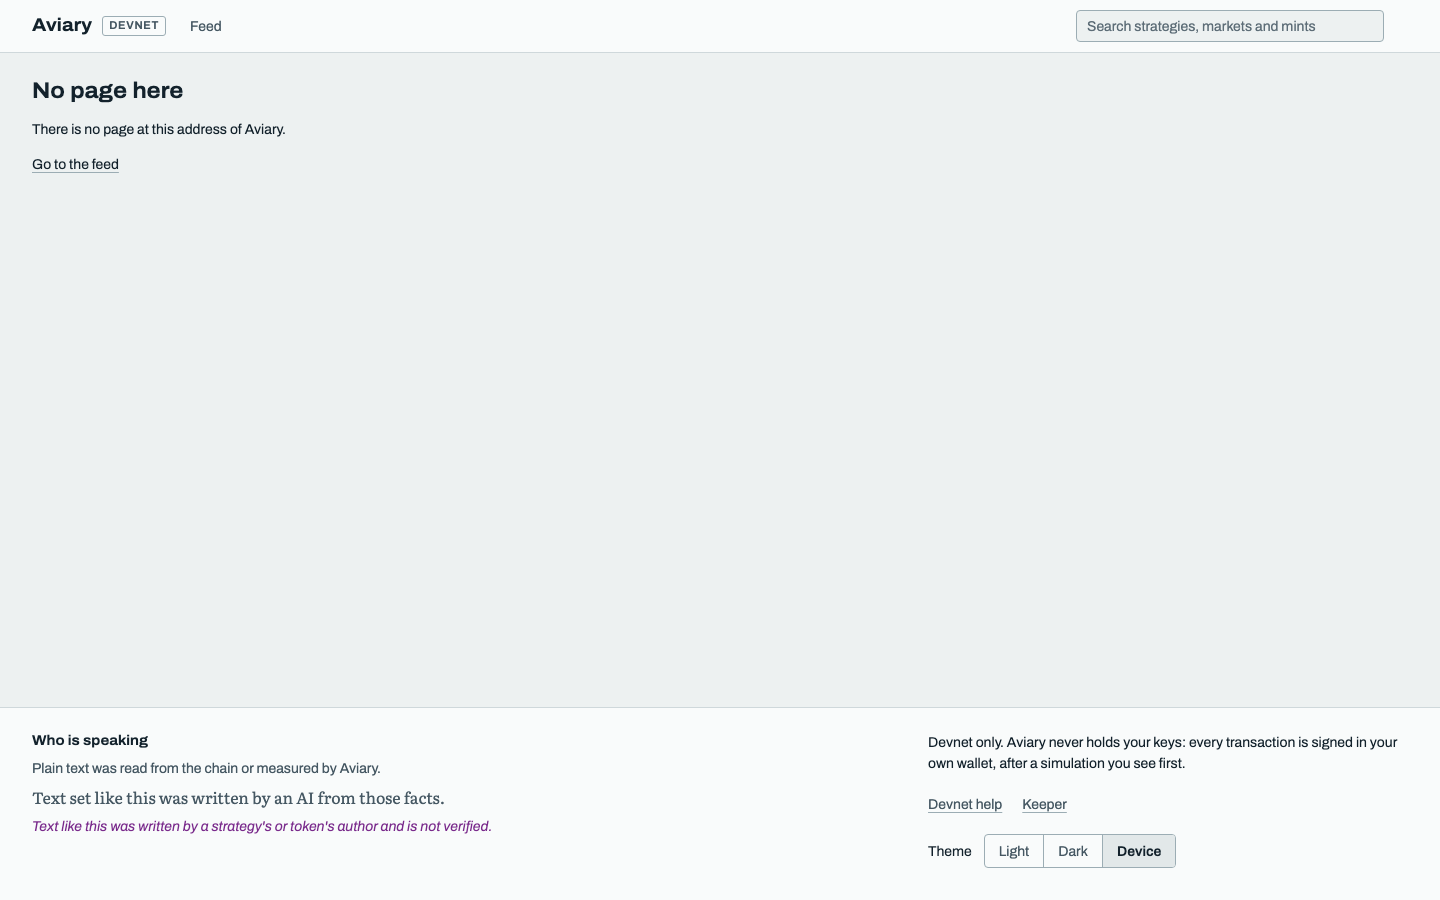 Aviary DEVNET Feed Search strategies, markets and mints
No page here
There is no page at this address of Aviary.
Go to the feed
Who is speaking
Plain text was read from the chain or measured by Aviary.
Text set like this was written by an AI from those facts.
Text like this was written by a strategy's or token's author and is not verified.
Devnet only. Aviary never holds your keys: every transaction is signed in your
own wallet, after a simulation you see first.
Devnet help Keeper
Theme Light Dark Device